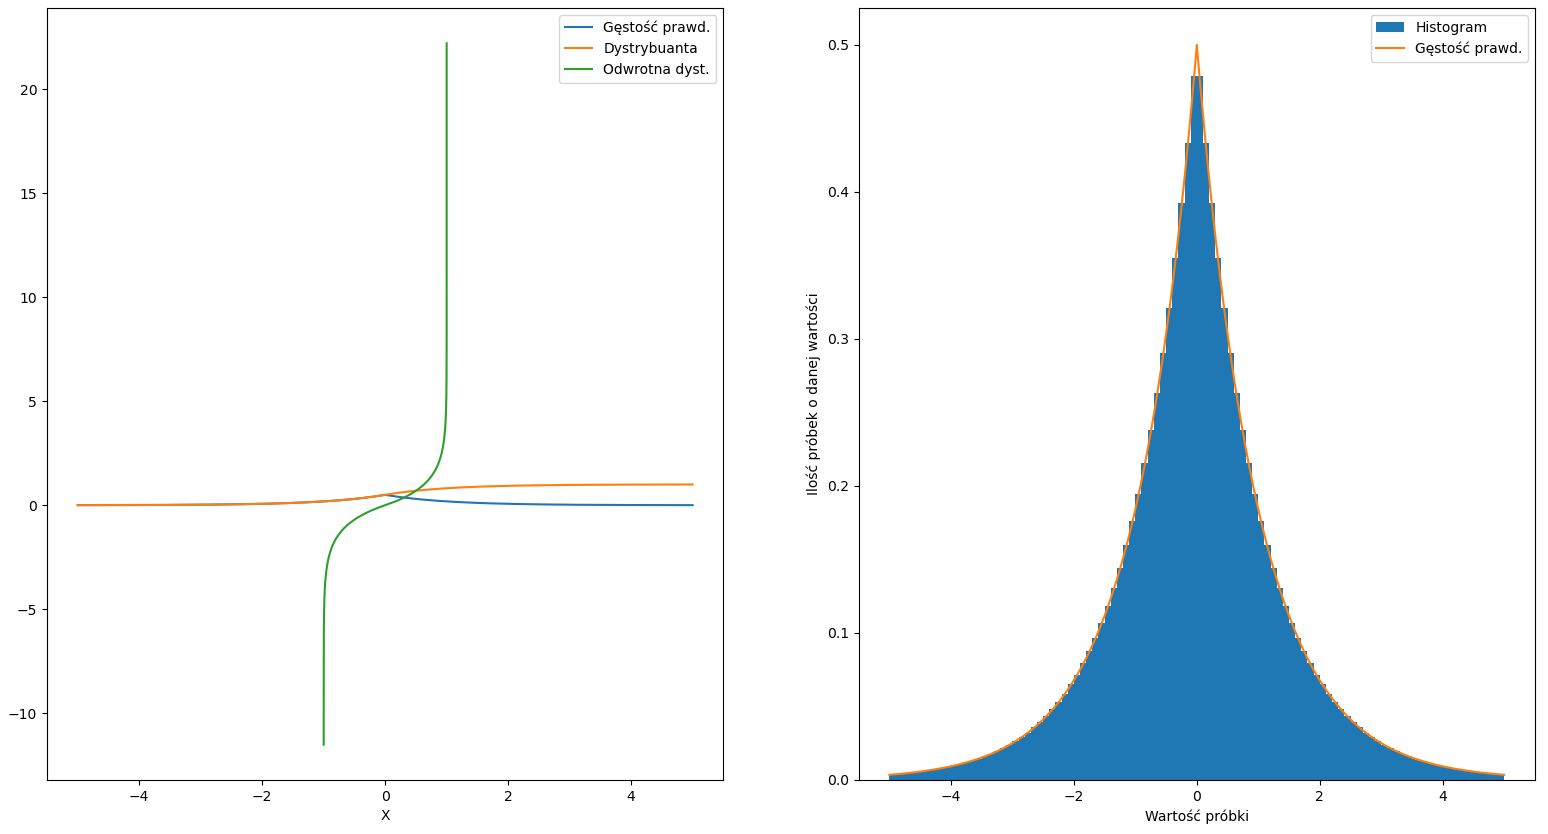 Gęstość prawd.
Dystrybuanta
Odwrotna dyst.
20
15
10
5
0
−5
−10
−4
−2
0
2
4
X
Histogram
Gęstość prawd.
0.5
0.4
0.3
0.2
0.1
0.0
Ilość próbek o danej wartości
−4
−2
0
2
4
Wartość próbki